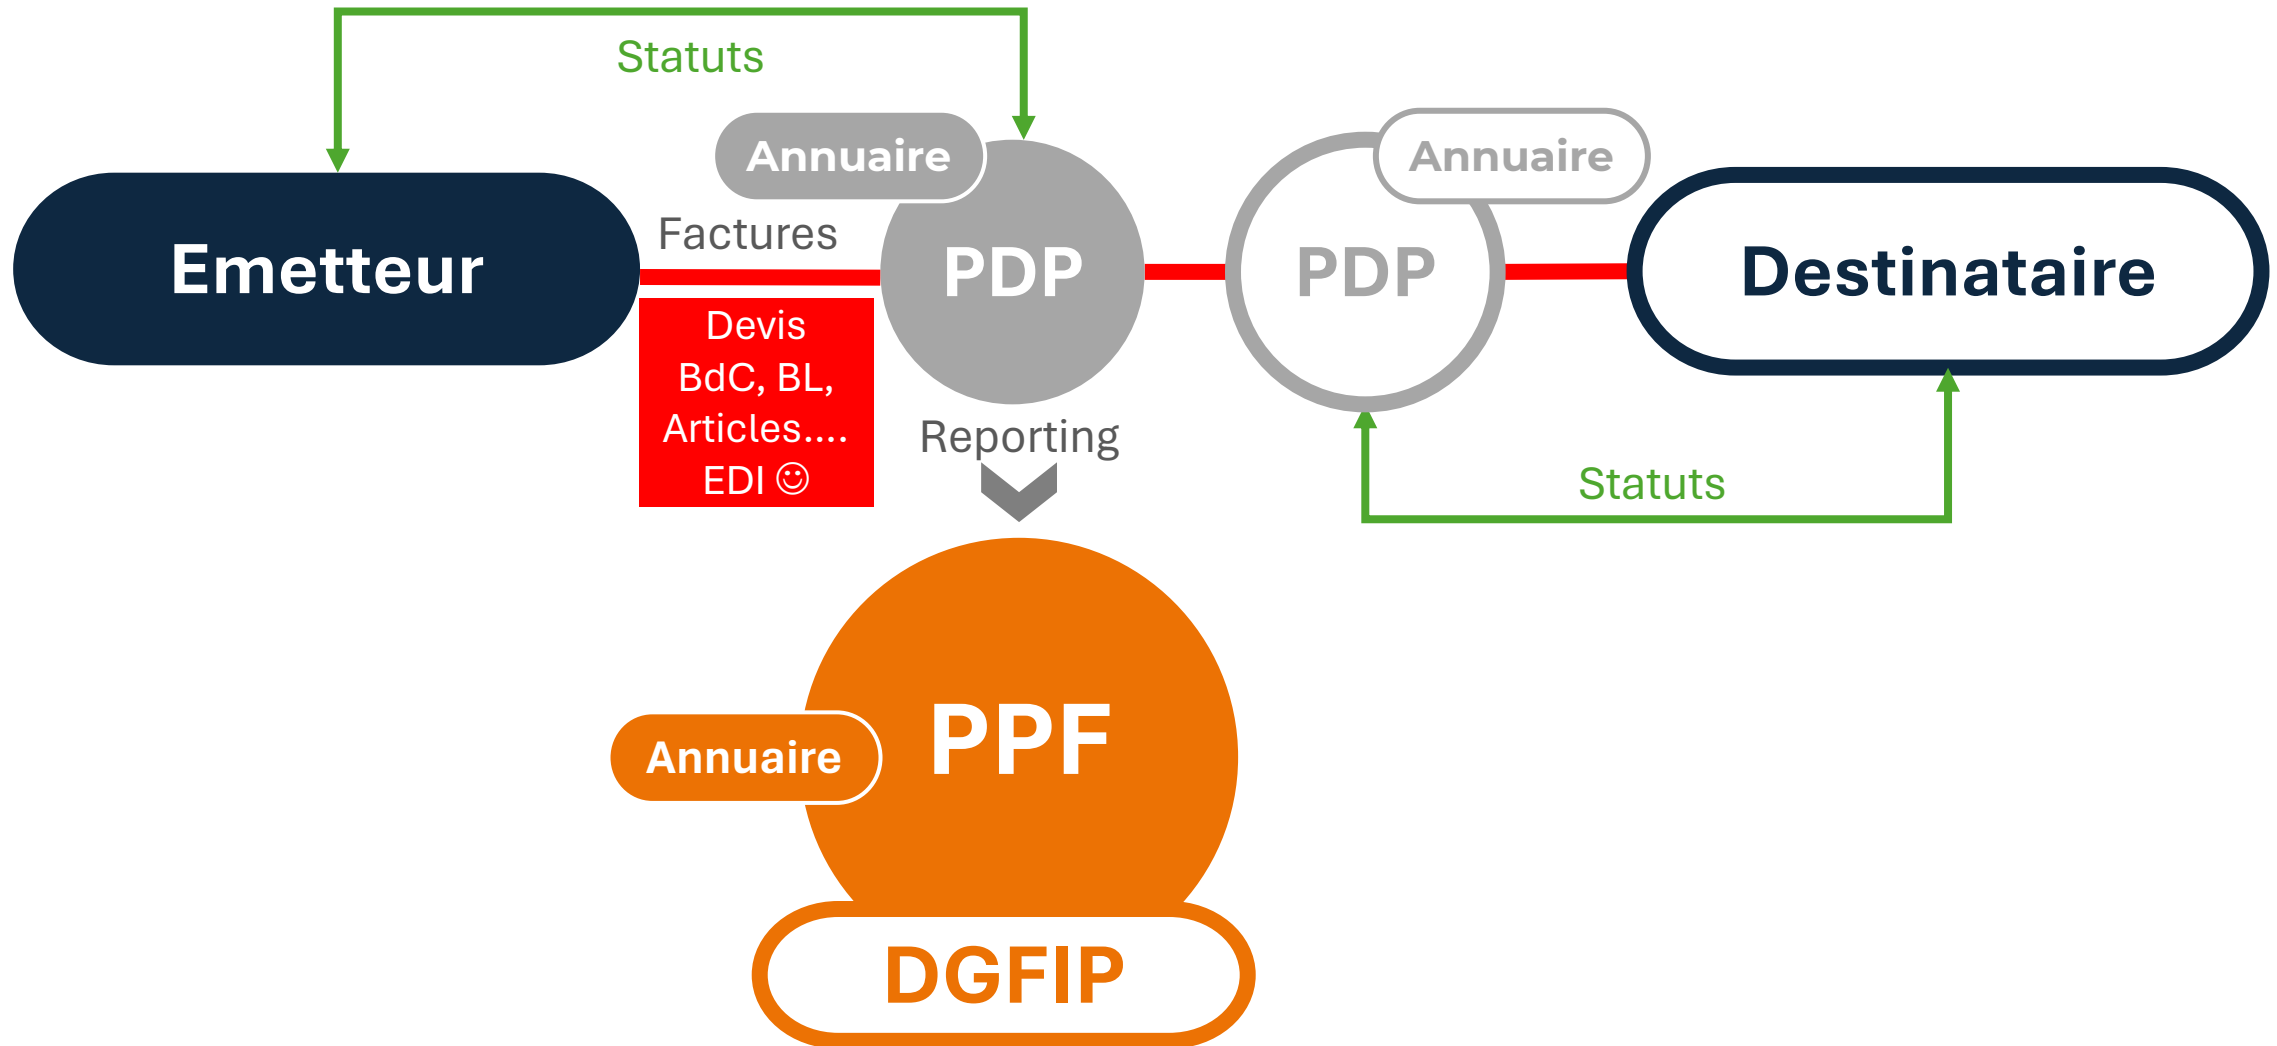 Statuts
Annuaire
Annuaire
Emetteur
Factures
PDP
PDP
Destinataire
Devis
BdC, BL,
Articles....
EDI ☺
Reporting
Statuts
PPF
Annuaire
DGFIP